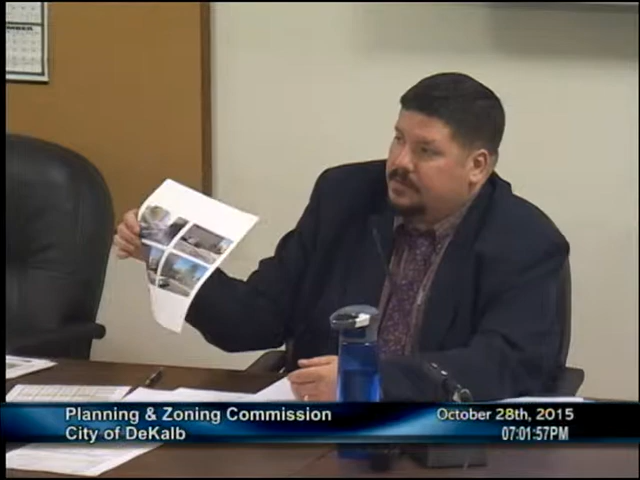 Planning & Zoning Commission
October 28th, 2015
City of DeKalb
07:01:57PM